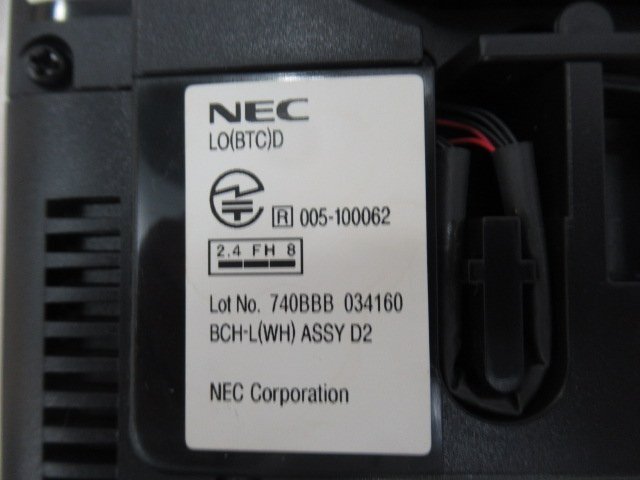 NEC
LO(BTC)D
R 005-100062
2.4 FH 8
Lot No. 740BBB 034160
BCH-L(WH) ASSY D2
NEC Corporation